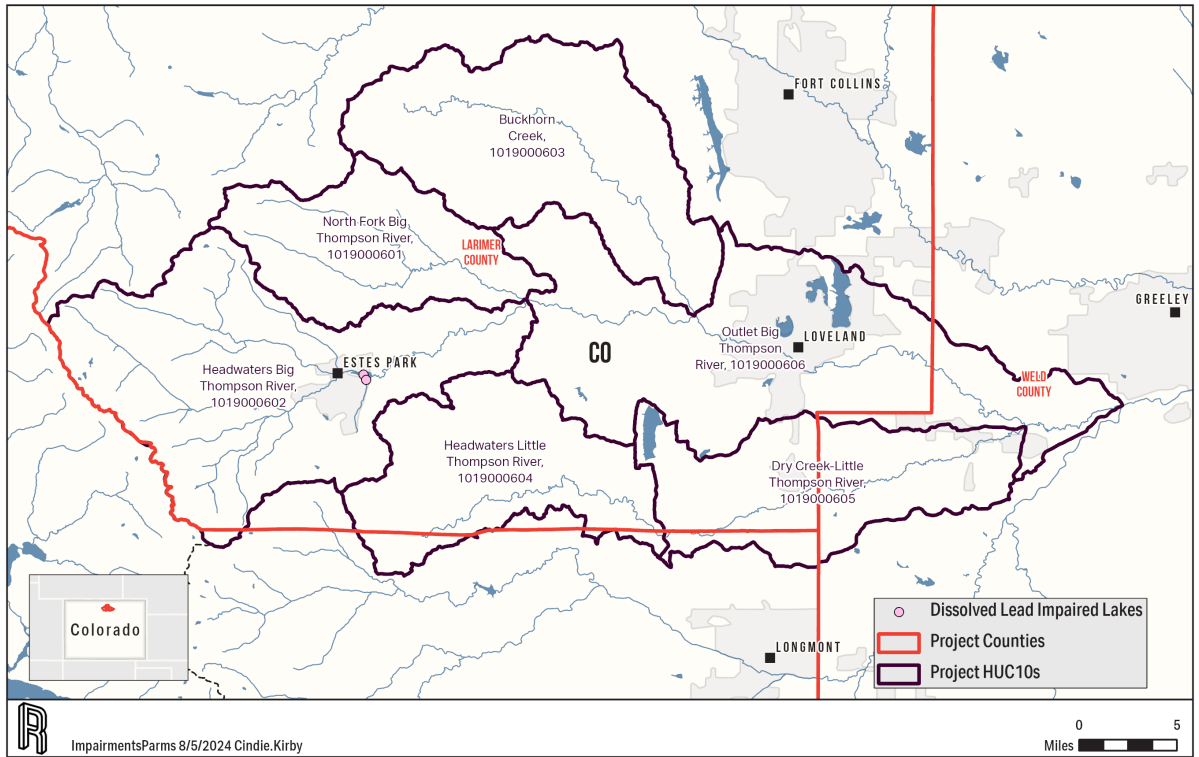 FORT COLLINS
Buckhorn
Creek,
1019000603
North Fork Big
Thompson River,
1019000601
LARIMER
COUNTY
GREELEY
Outlet Big
Thompson
River, 1019000606
LOVELAND
CO
ESTES PARK
Headwaters Big
Thompson River,
1019000602
WELD
COUNTY
Headwaters Little
Thompson River,
1019000604
Dry Creek-Little
Thompson River,
1019000605
Colorado
LONGMONT
Dissolved Lead Impaired Lakes
Project Counties
Project HUC10s
R
ImpairmentsParms 8/5/2024 Cindie.Kirby
0 5
Miles